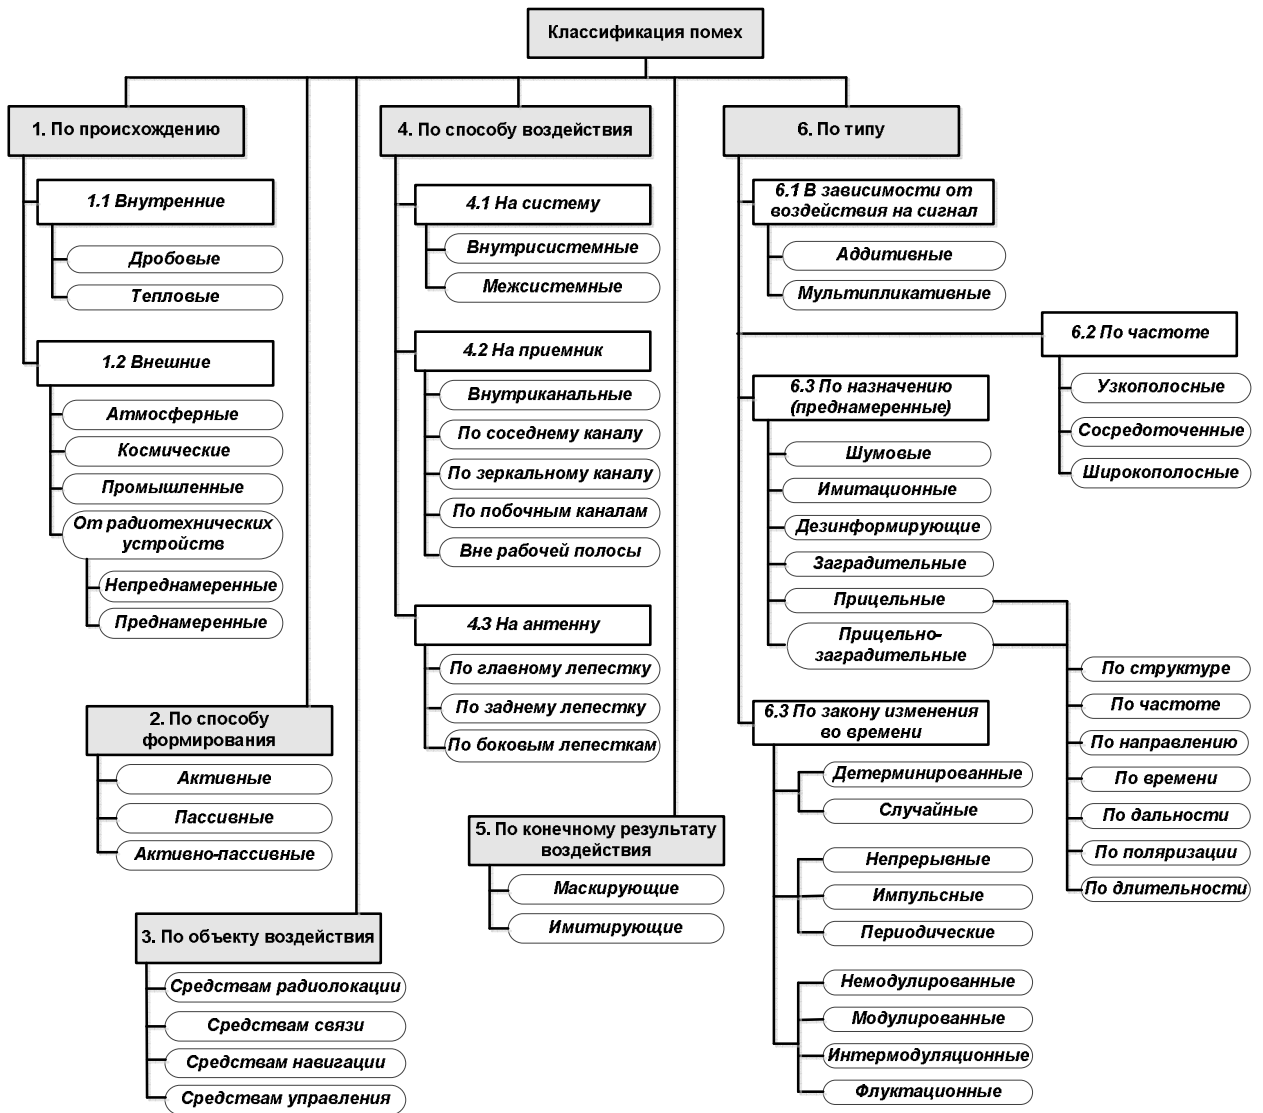 Классификация помех
1. По происхождению
1.1 Внутренние
Дробовые
Тепловые
1.2 Внешние
Атмосферные
Космические
Промышленные
От радиотехнических
устройств
Непреднамеренные
Преднамеренные
2. По способу
формирования
Активные
Пассивные
Активно-пассивные
3. По объекту воздействия
Средствам радиолокации
Средствам связи
Средствам навигации
Средствам управления
4. По способу воздействия
4.1 На систему
Внутрисистемные
Межсистемные
4.2 На приемник
Внутриканальные
По соседнему каналу
По зеркальному каналу
По побочным каналам
Вне рабочей полосы
4.3 На антенну
По главному лепестку
По заднему лепестку
По боковым лепесткам
5. По конечному результату
воздействия
Маскирующие
Имитирующие
6. По типу
6.1 В зависимости от
воздействия на сигнал
Аддитивные
Мультипликативные
6.2 По частоте
Узкополосные
Сосредоточенные
Широкополосные
6.3 По назначению
(преднамеренные)
Шумовые
Имитационные
Дезинформирующие
Заградительные
Прицельные
Прицельно-
заградительные
По структуре
По частоте
По направлению
По времени
По дальности
По поляризации
По длительности
6.3 По закону изменения
во времени
Детерминированные
Случайные
Непрерывные
Импульсные
Периодические
Немодулированные
Модулированные
Интермодуляционные
Флуктационные